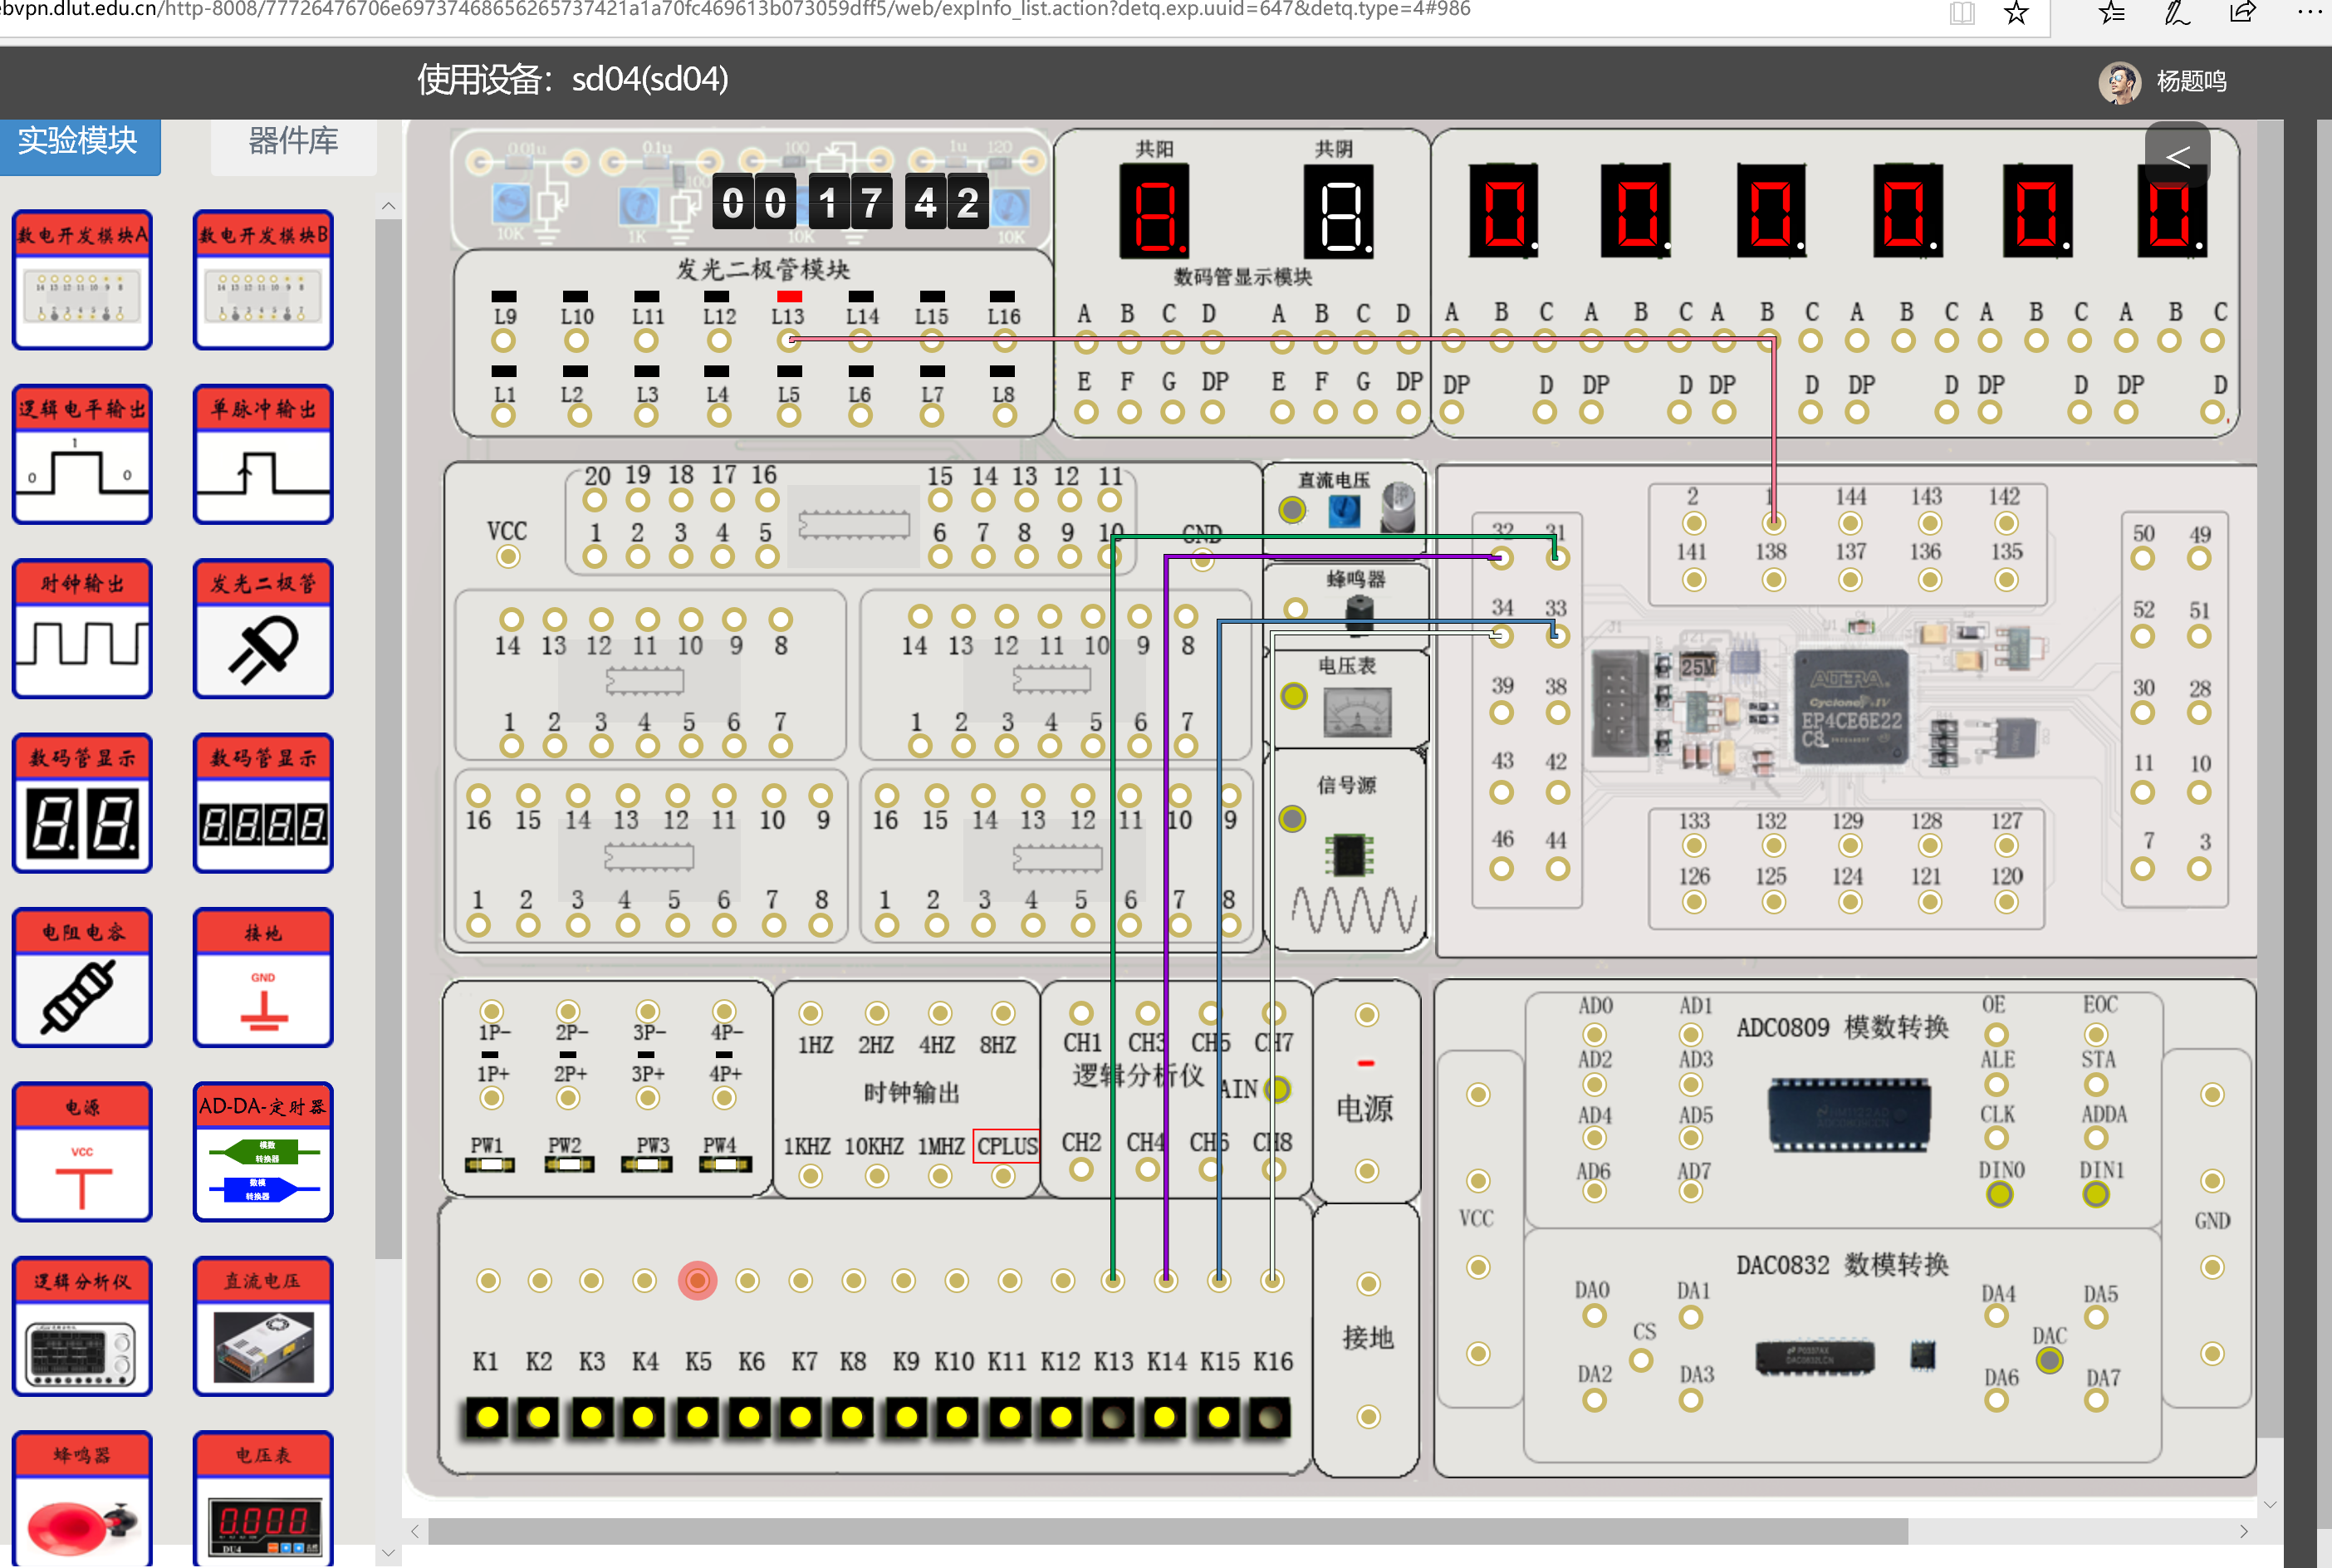 ebvpn.dlut.edu.cn/http-8008/77726476706e69737468656265737421a1a70fc469613b073059dff5/web/expInfo_list.action?detq.exp.uuid=647&detq.type=4#986
使用设备：sd04(sd04)
杨题鸣
实验模块
器件库
数电开发模块A
数电开发模块B
逻辑电平输出
单脉冲输出
时钟输出
发光二极管
数码管显示
数码管显示
电阻电容
接地
GND
电源
VCC
AD-DA-定时器
模数
转换器
数模
转换器
逻辑分析仪
直流电压
蜂鸣器
电压表
0.01u 0.1u 100 1u 120
00 17 42
10K 1K 10K 10K
发光二极管模块
L9 L10 L11 L12 L13 L14 L15 L16
L1 L2 L3 L4 L5 L6 L7 L8
共阳 共阴
数码管显示模块
A B C D A B C D
E F G DP E F G DP
A B C A B C A B C A B C A B C A B C
DP D DP D DP D DP D DP D DP D
VCC
20 19 18 17 16 15 14 13 12 11
1 2 3 4 5 6 7 8 9 10
GND
14 13 12 11 10 9 8
1 2 3 4 5 6 7
14 13 12 11 10 9 8
1 2 3 4 5 6 7
16 15 14 13 12 11 10 9
1 2 3 4 5 6 7 8
16 15 14 13 12 11 10 9
1 2 3 4 5 6 7 8
直流电压
蜂鸣器
电压表
信号源
32 31
34 33
39 38
43 42
46 44
2 1 144 143 142
141 138 137 136 135
25M
ALTERA
Cyclone IV
EP4CE6E22
C8
133 132 129 128 127
126 125 124 121 120
50 49
52 51
30 28
11 10
7 3
1P- 2P- 3P- 4P-
1P+ 2P+ 3P+ 4P+
PW1 PW2 PW3 PW4
1HZ 2HZ 4HZ 8HZ
时钟输出
1KHZ 10KHZ 1MHZ CPLUS
CH1 CH3 CH5 CH7
逻辑分析仪
AIN
CH2 CH4 CH6 CH8
电源
接地
K1 K2 K3 K4 K5 K6 K7 K8 K9 K10 K11 K12 K13 K14 K15 K16
VCC
AD0 AD1 ADC0809 模数转换 OE EOC
AD2 AD3 ALE STA
AD4 AD5 CLK ADDA
AD6 AD7 DIN0 DIN1
GND
DAC0832 数模转换
DA0 DA1 DA4 DA5
CS DAC
DA2 DA3 DA6 DA7